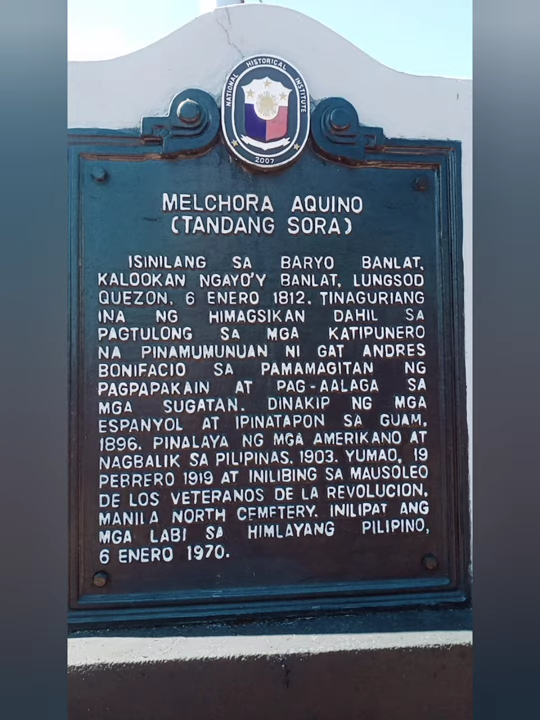 NATIONAL HISTORICAL INSTITUTE
2007
MELCHORA AQUINO
(TANDANG SORA)
ISINILANG SA BARYO BANLAT,
KALOOKAN NGAYO'Y BANLAT, LUNGSOD
QUEZON, 6 ENERO 1812. TINAGURIANG
INA NG HIMAGSIKAN DAHIL SA
PAGTULONG SA MGA KATIPUNERO
NA PINAMUMUNUAN NI GAT ANDRES
BONIFACIO SA PAMAMAGITAN NG
PAGPAPAKAIN AT PAG-AALAGA SA
MGA SUGATAN. DINAKIP NG MGA
ESPANYOL AT IPINATAPON SA GUAM,
1896. PINALAYA NG MGA AMERIKANO AT
NAGBALIK SA PILIPINAS, 1903. YUMAO, 19
PEBRERO 1919 AT INILIBING SA MAUSOLEO
DE LOS VETERANOS DE LA REVOLUCION,
MANILA NORTH CEMETERY. INILIPAT ANG
MGA LABI SA HIMLAYANG PILIPINO,
6 ENERO 1970.